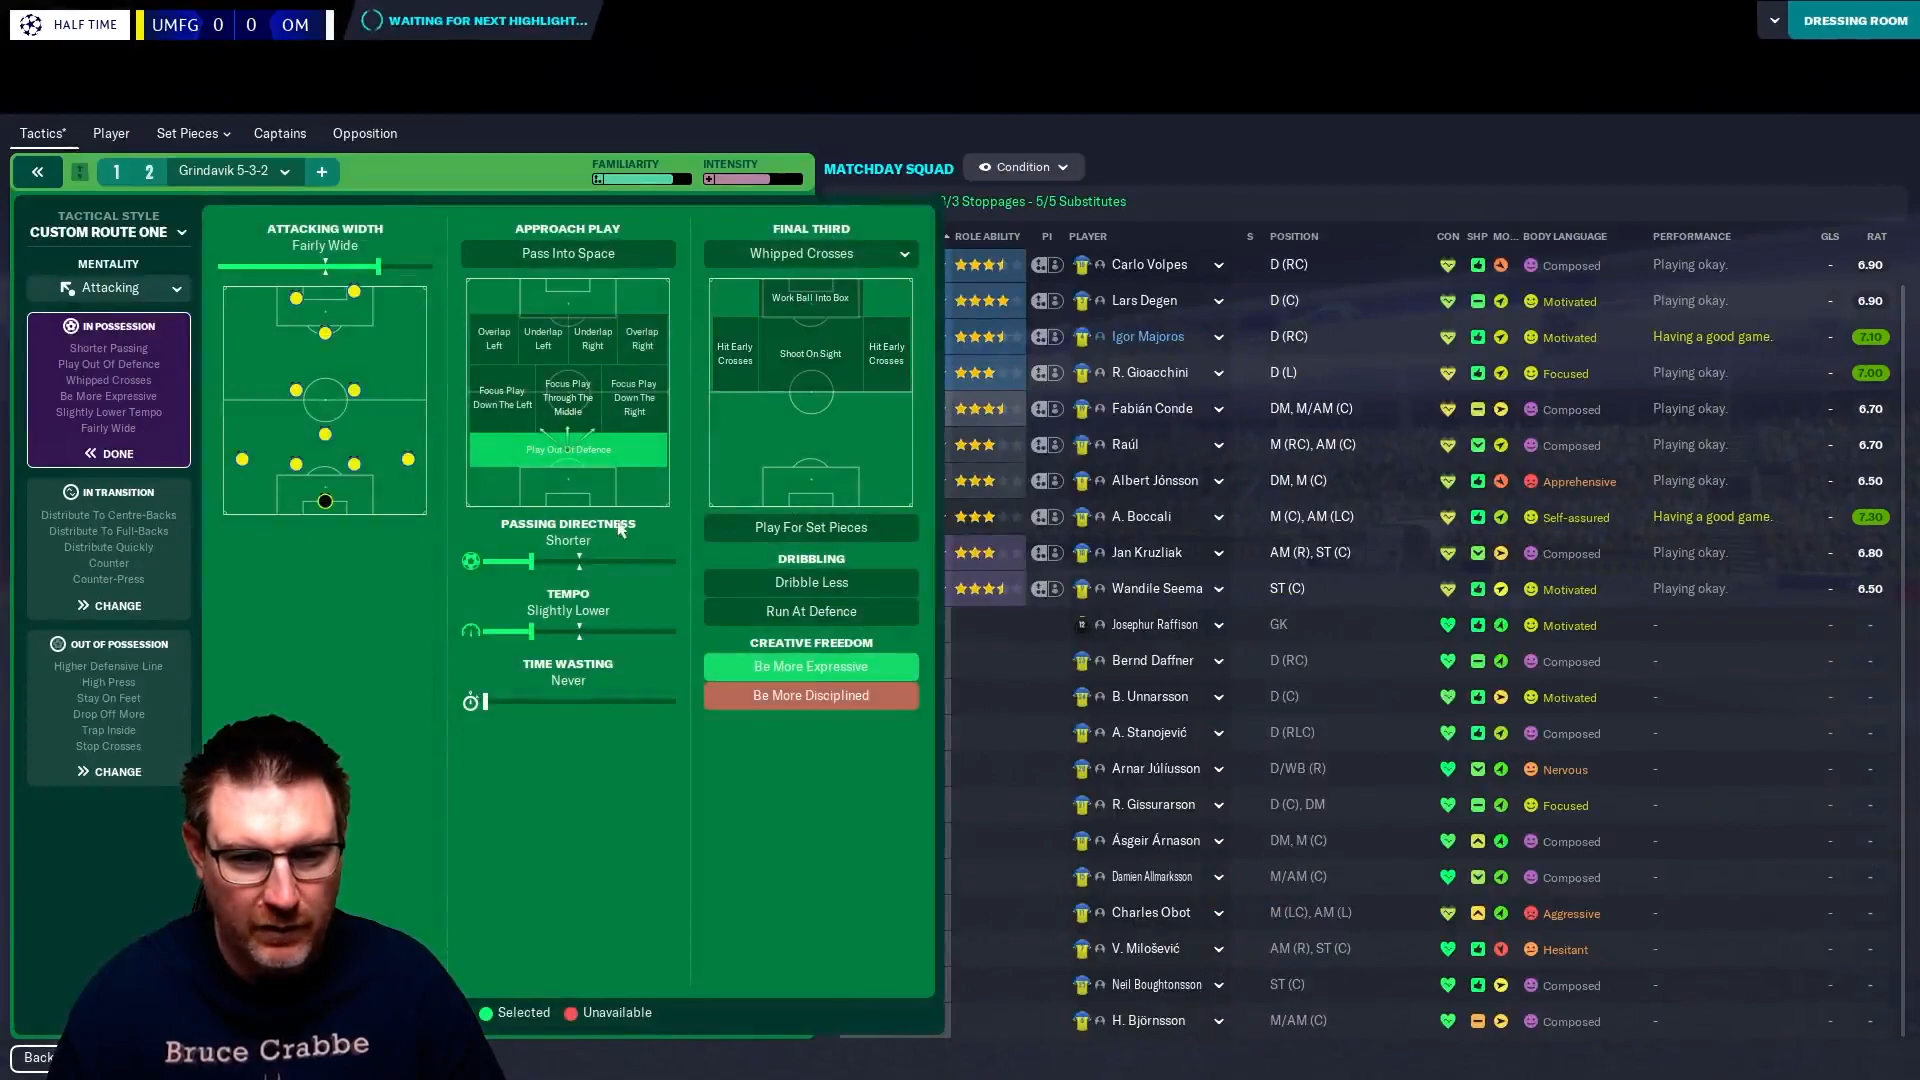 HALF TIME
UMFG 0 0 OM
WAITING FOR NEXT HIGHLIGHT...
DRESSING ROOM
Tactics* Player Set Pieces Captains Opposition
1 2 Grindavik 5-3-2 +
FAMILIARITY INTENSITY
MATCHDAY SQUAD
Condition
/3 Stoppages - 5/5 Substitutes
TACTICAL STYLE
CUSTOM ROUTE ONE
MENTALITY
Attacking
IN POSSESSION
Shorter Passing
Play Out Of Defence
Whipped Crosses
Be More Expressive
Slightly Lower Tempo
Fairly Wide
DONE
IN TRANSITION
Distribute To Centre-Backs
Distribute To Full-Backs
Distribute Quickly
Counter
Counter-Press
CHANGE
OUT OF POSSESSION
Higher Defensive Line
High Press
Stay On Feet
Drop Off More
Trap Inside
Stop Crosses
CHANGE
ATTACKING WIDTH
Fairly Wide
APPROACH PLAY
Pass Into Space
Overlap Left
Underlap Left
Underlap Right
Overlap Right
Focus Play Down The Left
Focus Play Through The Middle
Focus Play Down The Right
Play Out Of Defence
PASSING DIRECTNESS
Shorter
TEMPO
Slightly Lower
TIME WASTING
Never
FINAL THIRD
Whipped Crosses
Work Ball Into Box
Hit Early Crosses
Shoot On Sight
Hit Early Crosses
Play For Set Pieces
DRIBBLING
Dribble Less
Run At Defence
CREATIVE FREEDOM
Be More Expressive
Be More Disciplined
Selected Unavailable
Back
Bruce Crabbe
ROLE ABILITY PI PLAYER S POSITION CON SHP MO... BODY LANGUAGE PERFORMANCE GLS RAT
Carlo Volpes D (RC) Composed Playing okay. - 6.90
Lars Degen D (C) Motivated Playing okay. - 6.90
Igor Majoros D (RC) Motivated Having a good game. - 7.10
R. Gioacchini D (L) Focused Playing okay. - 7.00
Fabián Conde DM, M/AM (C) Composed Playing okay. - 6.70
Raúl M (RC), AM (C) Composed Playing okay. - 6.70
Albert Jónsson DM, M (C) Apprehensive Playing okay. - 6.50
A. Boccali M (C), AM (LC) Self-assured Having a good game. - 7.30
Jan Kruzliak AM (R), ST (C) Composed Playing okay. - 6.80
Wandile Seema ST (C) Motivated Playing okay. - 6.50
12 Josephur Raffison GK Motivated - - -
Bernd Daffner D (RC) Composed - - -
B. Unnarsson D (C) Motivated - - -
A. Stanojević D (RLC) Composed - - -
Arnar Júlíusson D/WB (R) Nervous - - -
R. Gissurarson D (C), DM Focused - - -
Ásgeir Árnason DM, M (C) Composed - - -
Damien Allmarksson M/AM (C) Composed - - -
Charles Obot M (LC), AM (L) Aggressive - - -
V. Milošević AM (R), ST (C) Hesitant - - -
Neil Boughtonsson ST (C) Composed - - -
H. Björnsson M/AM (C) Composed - - -